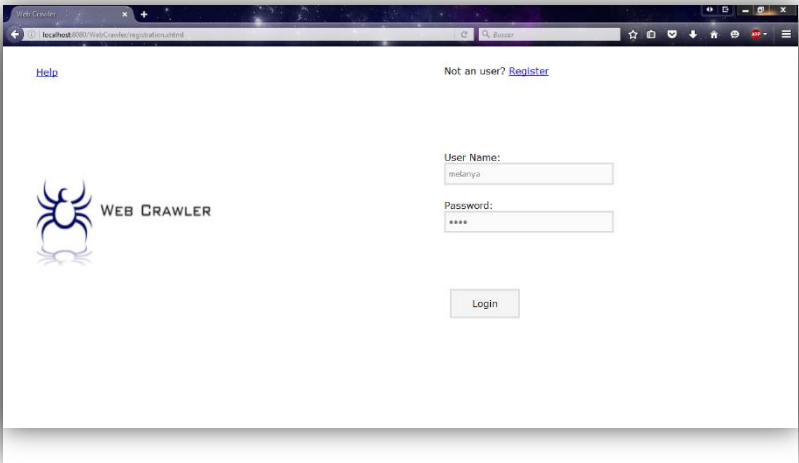 Web Crawler
localhost:8080/WebCrawler/registration.xhtml
Buscar
ABP
Help
Not an user? Register
User Name:
melanya
WEB CRAWLER
Password:
••••
Login